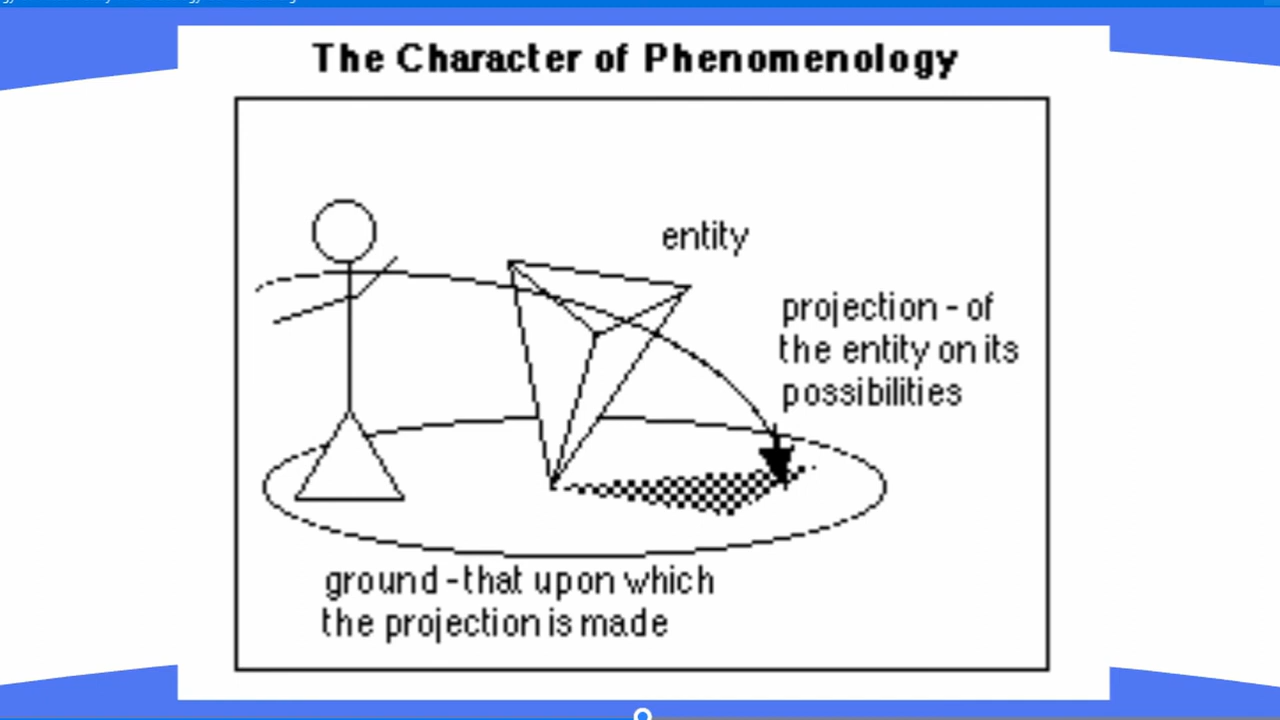 The Character of Phenomenology
entity
projection - of
the entity on its
possibilities
ground - that upon which
the projection is made